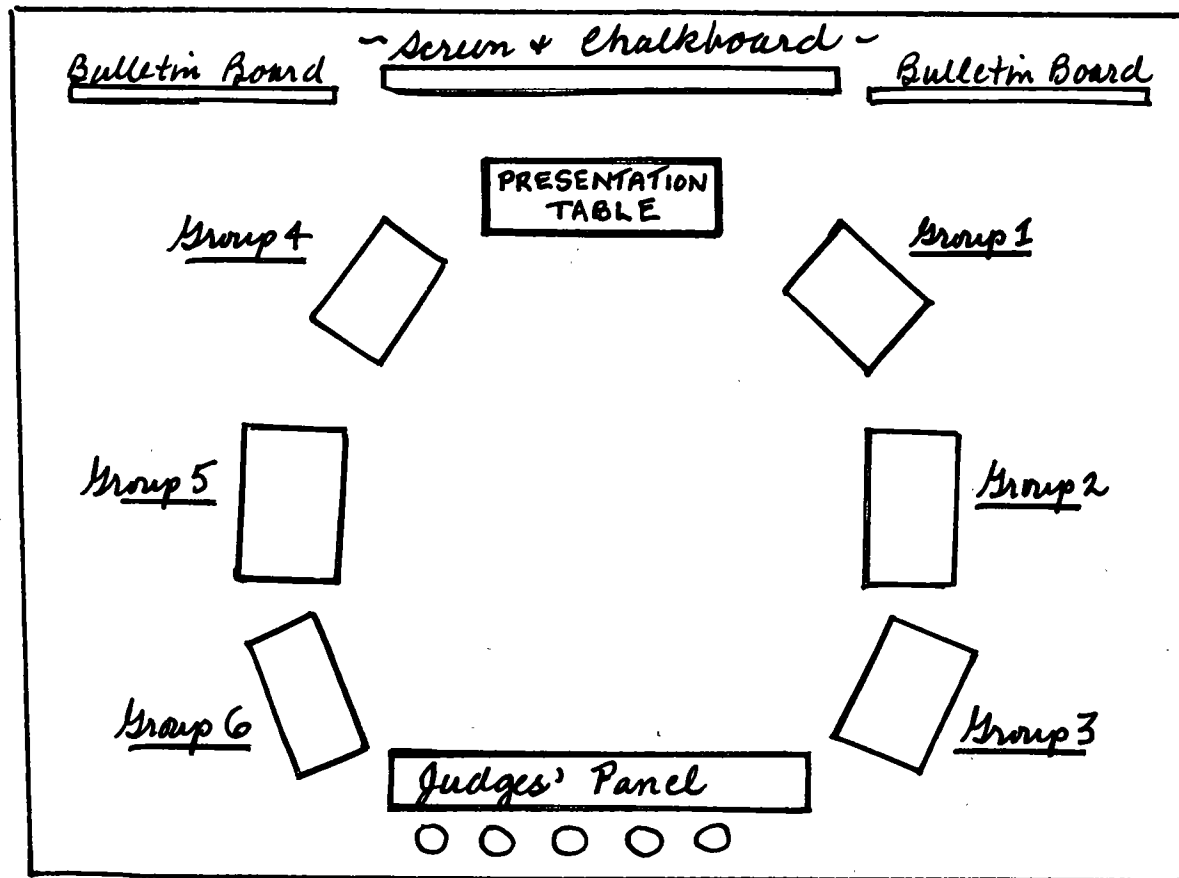 ~ Screen + Chalkboard ~
Bulletin Board
Bulletin Board
PRESENTATION
TABLE
Group 4
Group 1
Group 5
Group 2
Group 6
Group 3
Judges' Panel